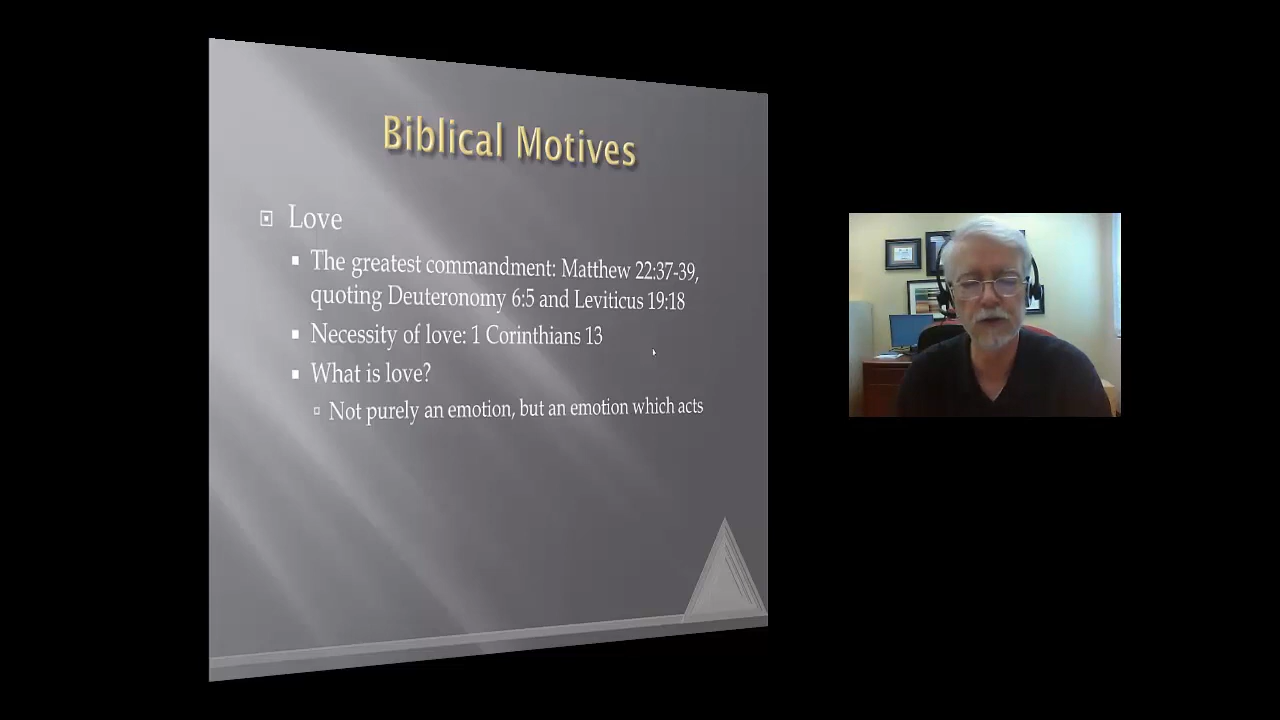 Biblical Motives
Love
The greatest commandment: Matthew 22:37-39,
quoting Deuteronomy 6:5 and Leviticus 19:18
Necessity of love: 1 Corinthians 13
What is love?
Not purely an emotion, but an emotion which acts